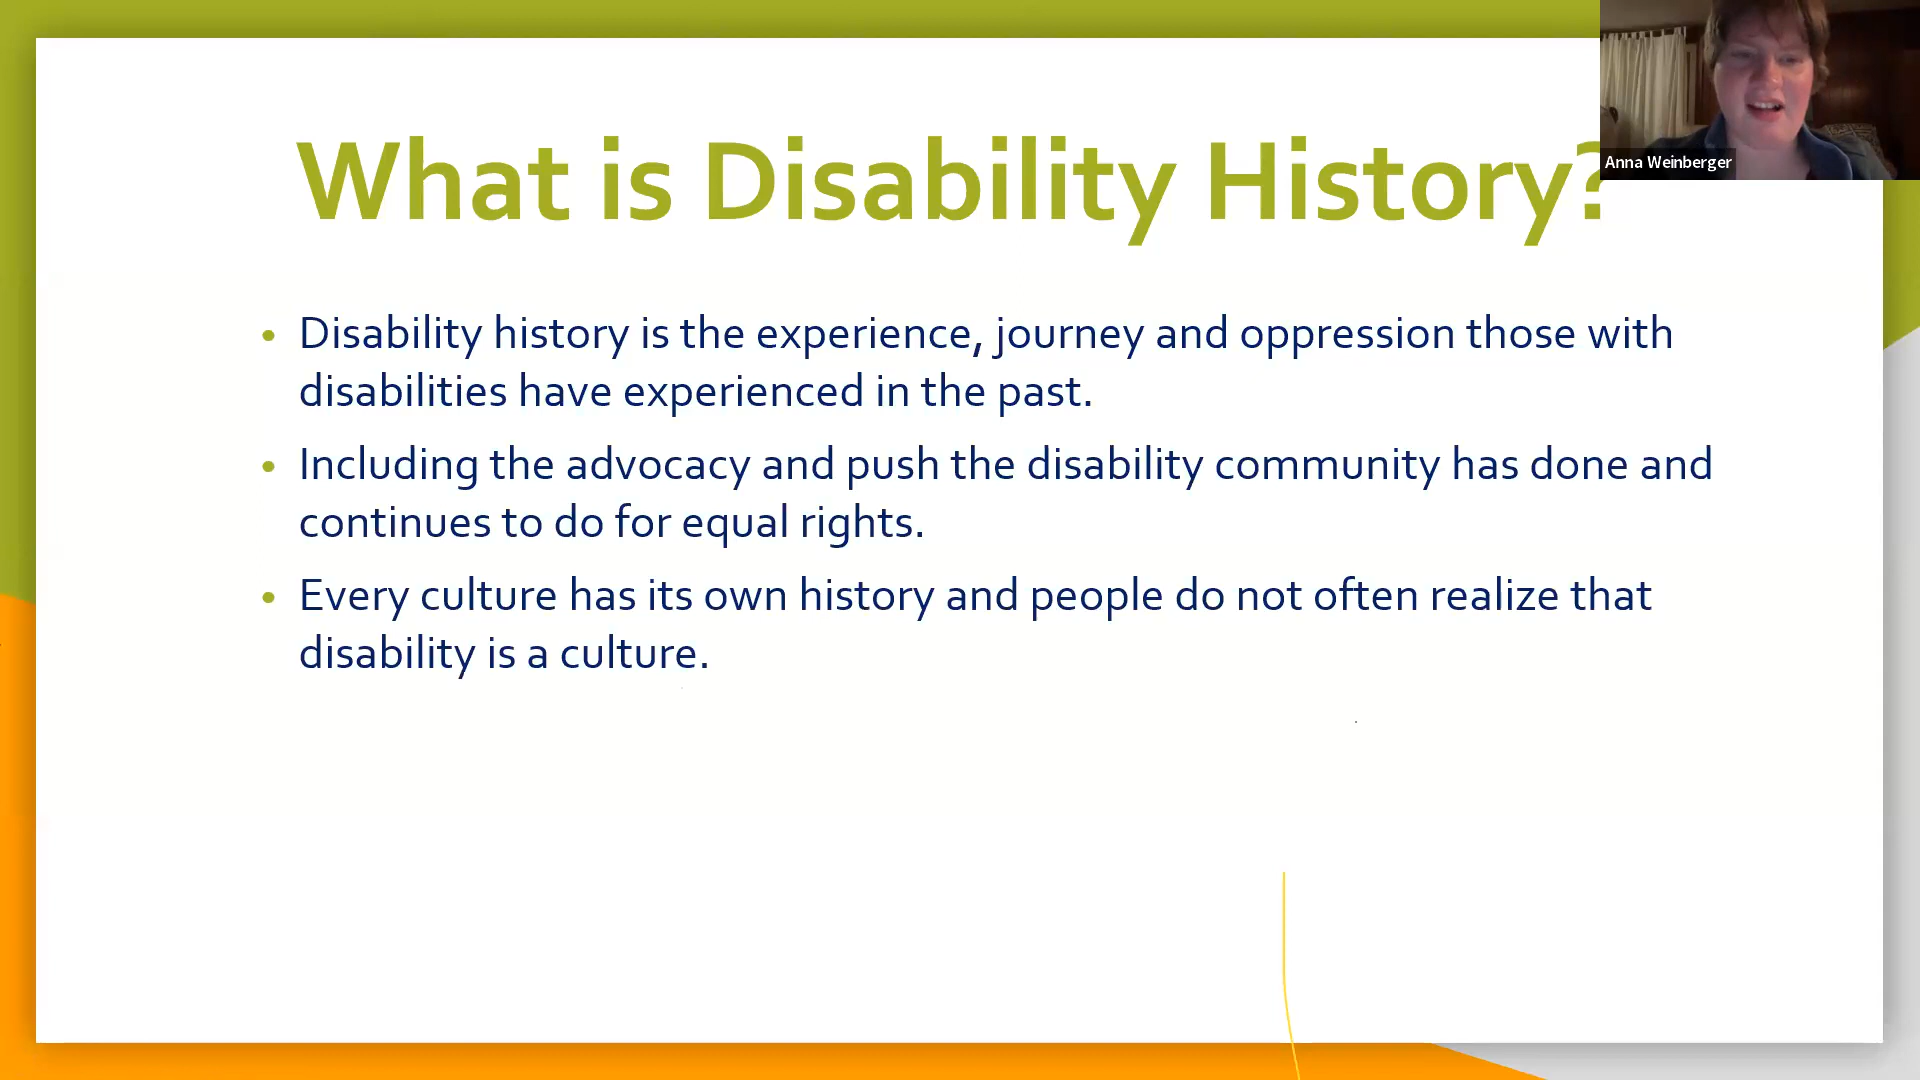 What is Disability History?
Anna Weinberger
• Disability history is the experience, journey and oppression those with
disabilities have experienced in the past.
• Including the advocacy and push the disability community has done and
continues to do for equal rights.
• Every culture has its own history and people do not often realize that
disability is a culture.